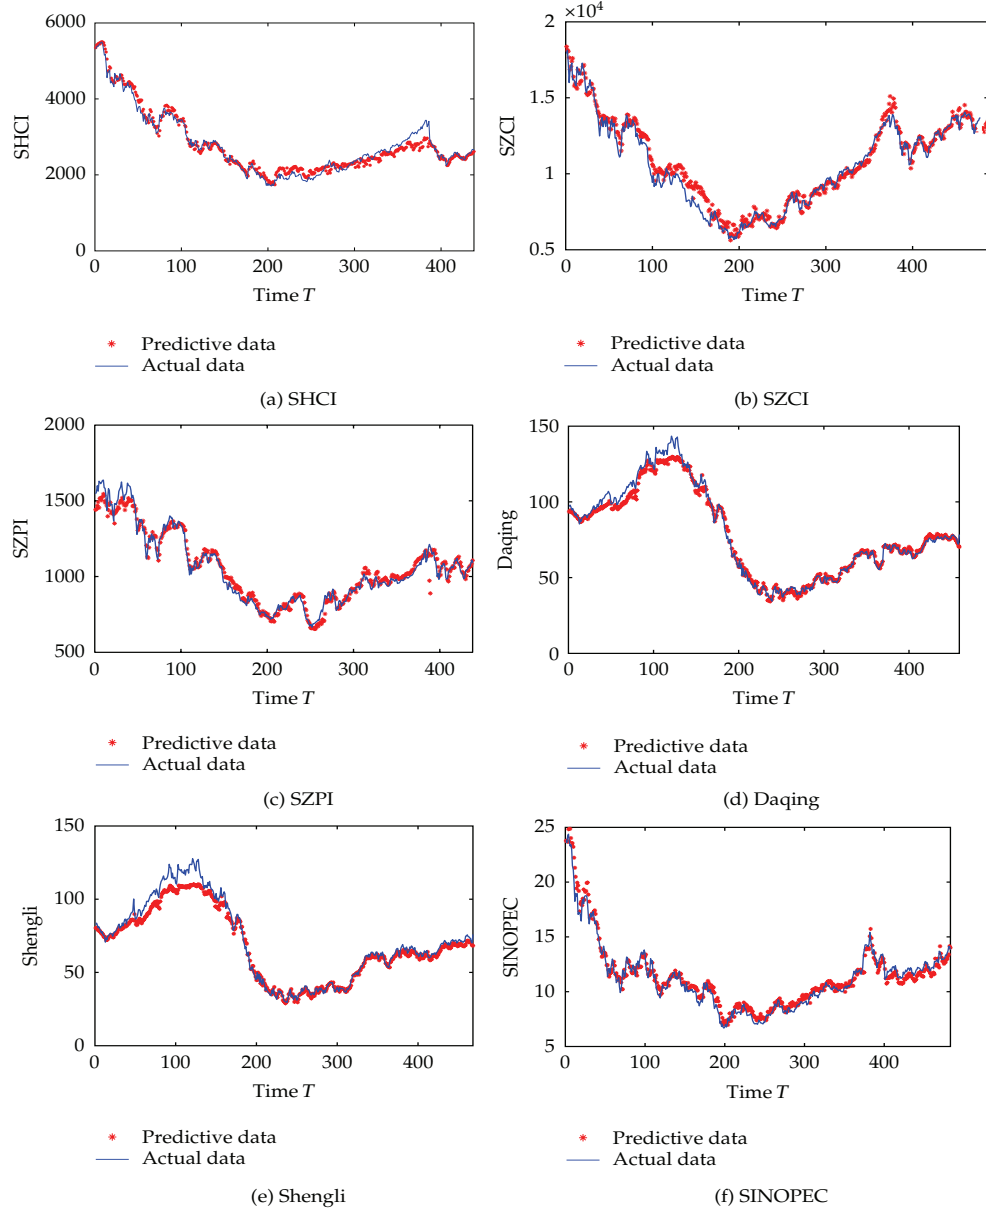 6000
4000
2000
0
SHCI
0 100 200 300 400
Time T
Predictive data
Actual data
(a) SHCI
×10⁴
2
1.5
1
0.5
SZCI
0 100 200 300 400
Time T
Predictive data
Actual data
(b) SZCI
2000
1500
1000
500
SZPI
0 100 200 300 400
Time T
Predictive data
Actual data
(c) SZPI
150
100
50
0
Daqing
0 100 200 300 400
Time T
Predictive data
Actual data
(d) Daqing
150
100
50
0
Shengli
0 100 200 300 400
Time T
Predictive data
Actual data
(e) Shengli
25
20
15
10
5
SINOPEC
0 100 200 300 400
Time T
Predictive data
Actual data
(f) SINOPEC